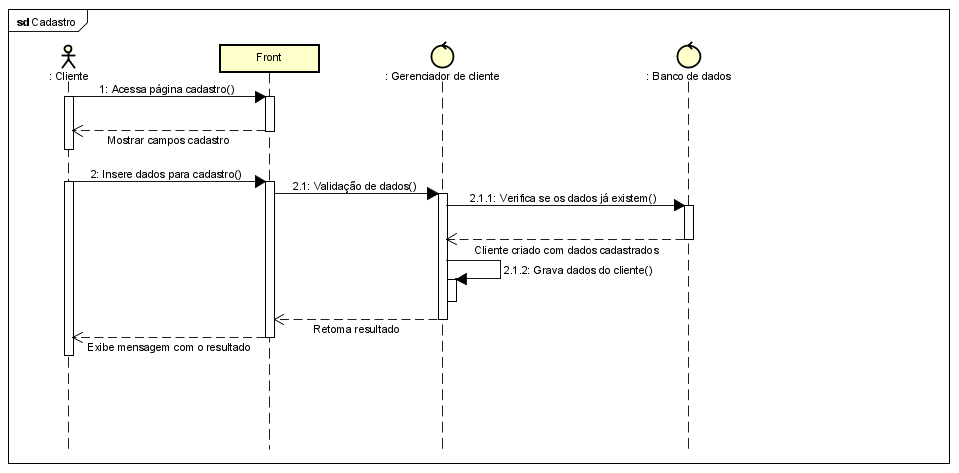 sd Cadastro
: Cliente
Front
: Gerenciador de cliente
: Banco de dados
1: Acessa página cadastro()
Mostrar campos cadastro
2: Insere dados para cadastro()
2.1: Validação de dados()
2.1.1: Verifica se os dados já existem()
Cliente criado com dados cadastrados
2.1.2: Grava dados do cliente()
Retorna resultado
Exibe mensagem com o resultado